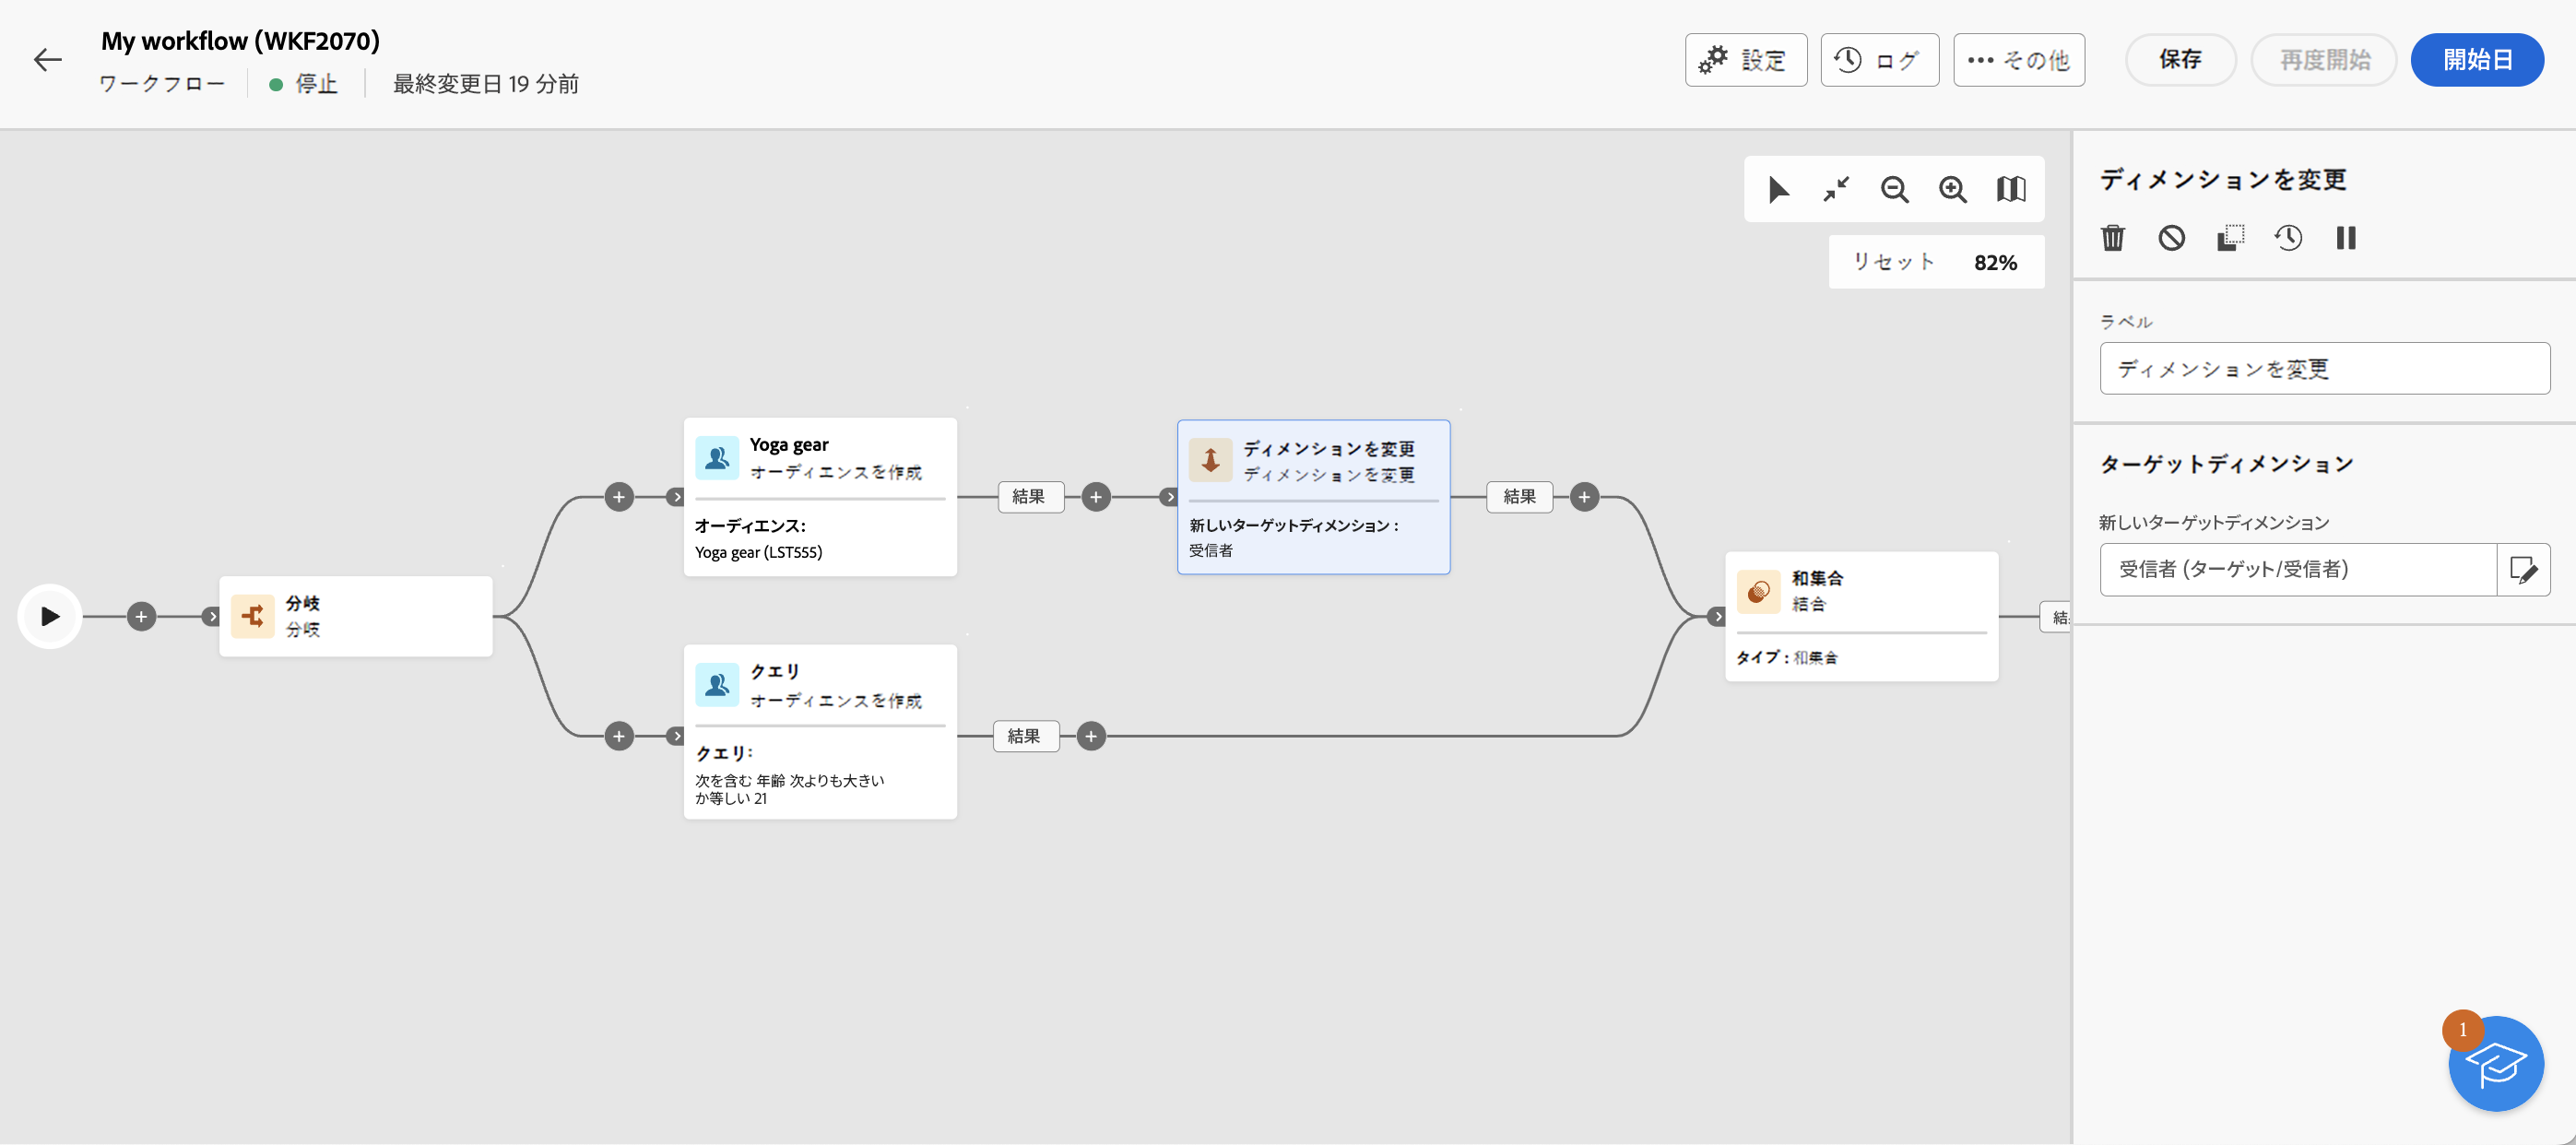 My workflow (WKF2070)
ワークフロー 停止 最終変更日 19 分前
設定 ログ その他 保存 再度開始 開始日
リセット 82%
ディメンションを変更
ラベル
ディメンションを変更
ターゲットディメンション
新しいターゲットディメンション
受信者 (ターゲット/受信者)
分岐
分岐
Yoga gear
オーディエンスを作成
オーディエンス:
Yoga gear (LST555)
結果
ディメンションを変更
ディメンションを変更
新しいターゲットディメンション :
受信者
結果
クエリ
オーディエンスを作成
クエリ:
次を含む 年齢 次よりも大きい
か等しい 21
結果
和集合
結合
タイプ : 和集合
結
1